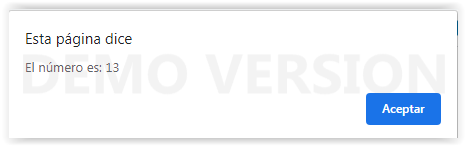 Esta página dice
El número es: 13
DEMO VERSION
Aceptar